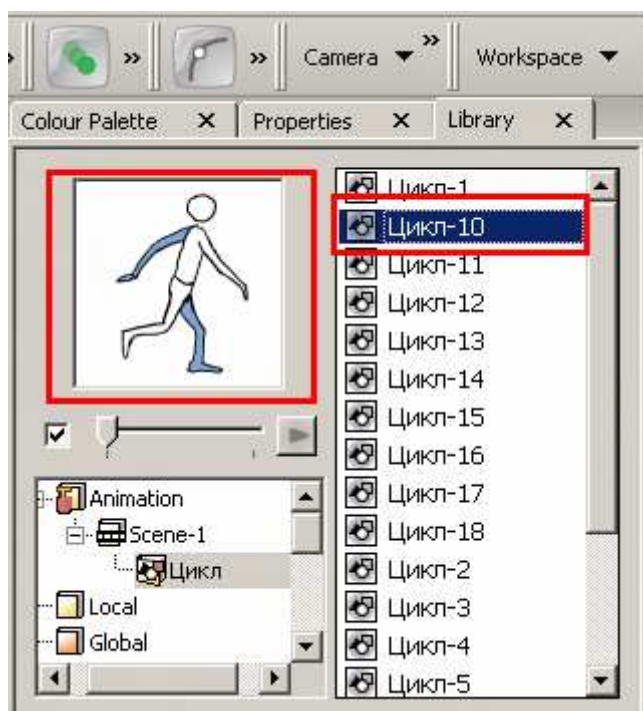 » » » Camera » Workspace
Colour Palette X Properties X Library X
Цикл-1
Цикл-10
Цикл-11
Цикл-12
Цикл-13
Цикл-14
Цикл-15
Цикл-16
Цикл-17
Цикл-18
Цикл-2
Цикл-3
Цикл-4
Цикл-5
Animation
Scene-1
Цикл
Local
Global